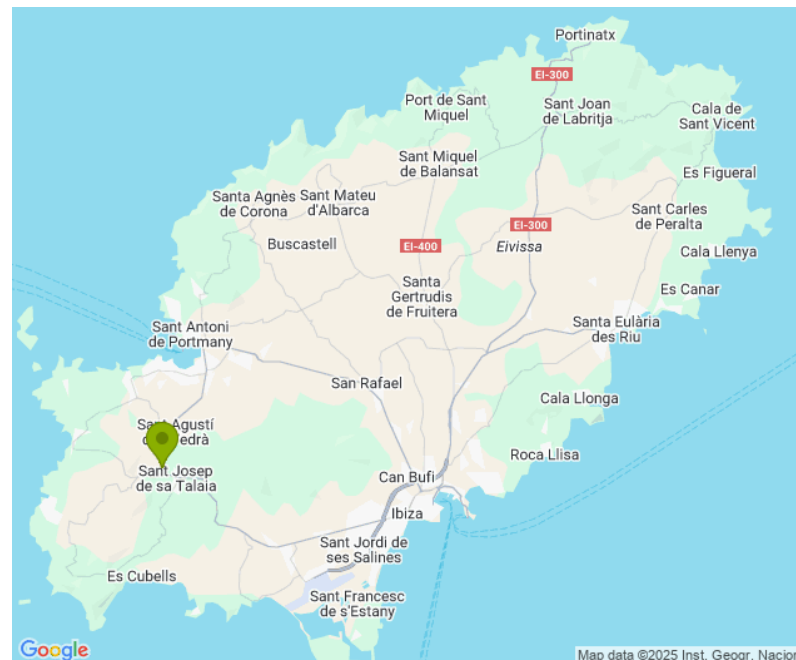 Portinatx
EI-300
Port de Sant
Miquel
Sant Joan
de Labritja
Cala de
Sant Vicent
Sant Miquel
de Balansat
Es Figueral
Santa Agnès
de Corona
Sant Mateu
d'Albarca
Sant Carles
de Peralta
EI-300
Buscastell
EI-400
Eivissa
Cala Llenya
Santa
Gertrudis
de Fruitera
Es Canar
Sant Antoni
de Portmany
Santa Eulària
des Riu
San Rafael
Cala Llonga
Sant Agustí
Roca Llisa
Sant Josep
de sa Talaia
Can Bufi
Ibiza
Sant Jordi de
ses Salines
Es Cubells
Sant Francesc
de s'Estany
Google
Map data ©2025 Inst. Geogr. Nacion